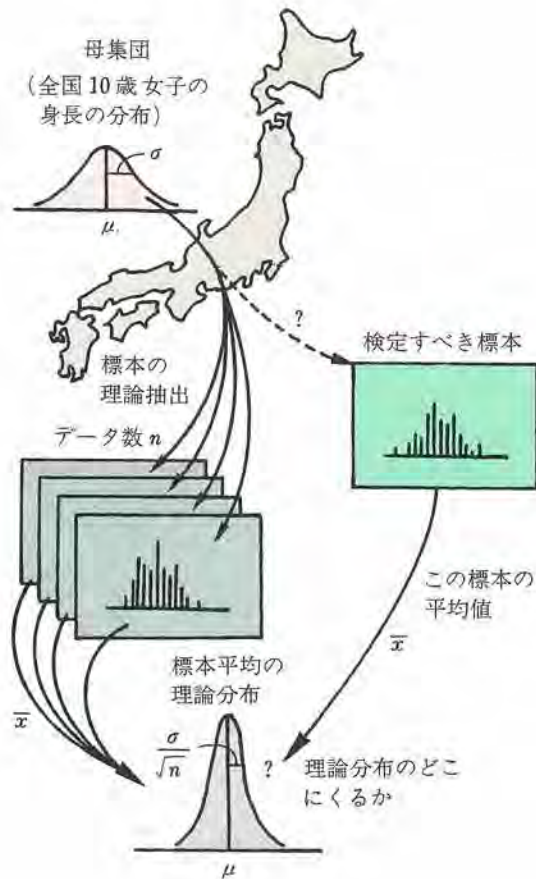 母集団
(全国10歳女子の
身長の分布)
σ
μ
?
標本の
理論抽出
検定すべき標本
データ数 n
この標本の
平均値
x̄
標本平均の
理論分布
x̄
σ/√n
?
理論分布のどこ
にくるか
μ